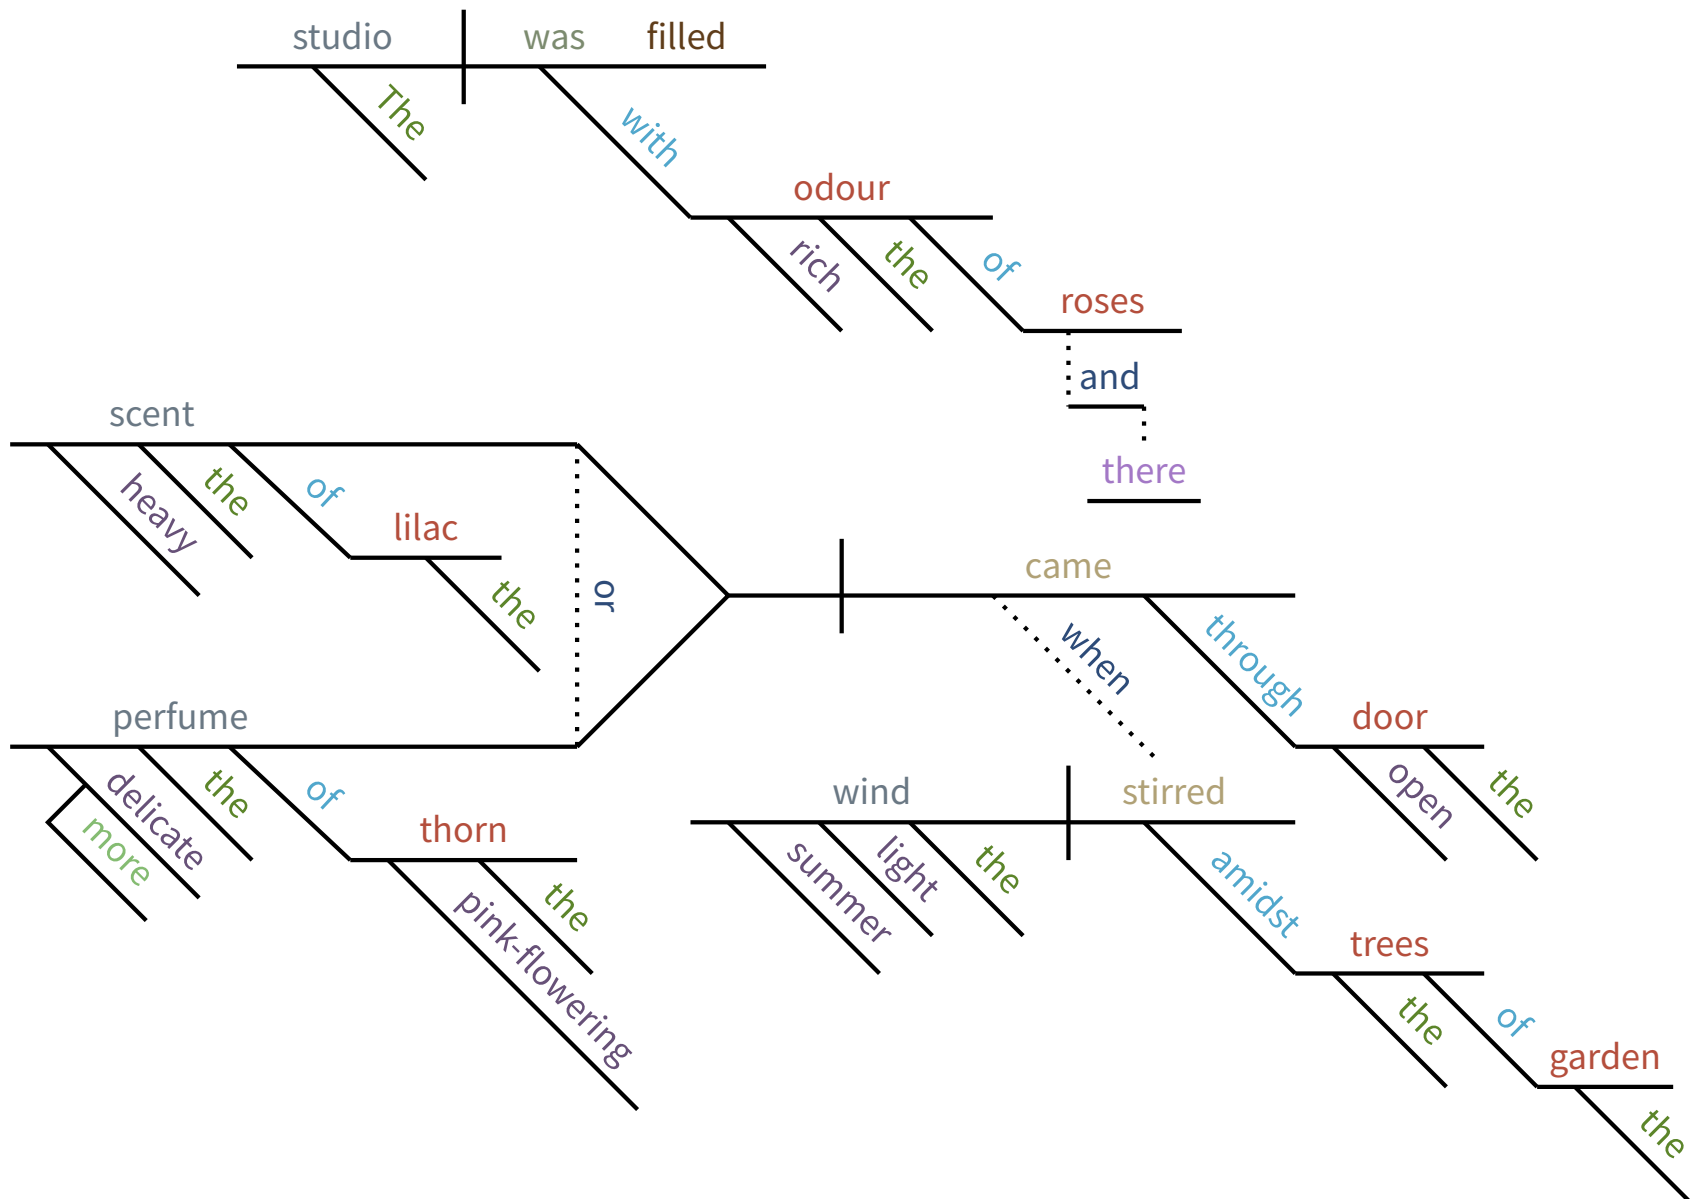 studio was filled
The
with
odour
rich the of
roses
and
scent
there
heavy the of
lilac
the
or
came
when through
perfume
door
delicate the of
more
open the
wind stirred
thorn
summer light the
amidst
pink-flowering the
trees
the of
garden
the